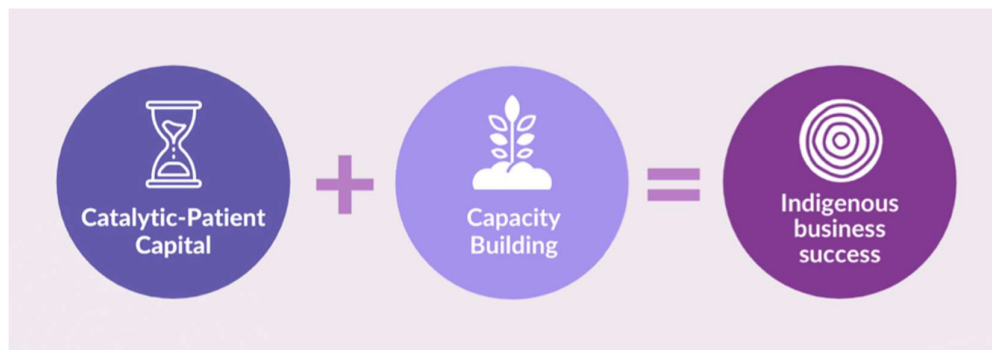 Catalytic-Patient
Capital
+
Capacity
Building
=
Indigenous
business
success